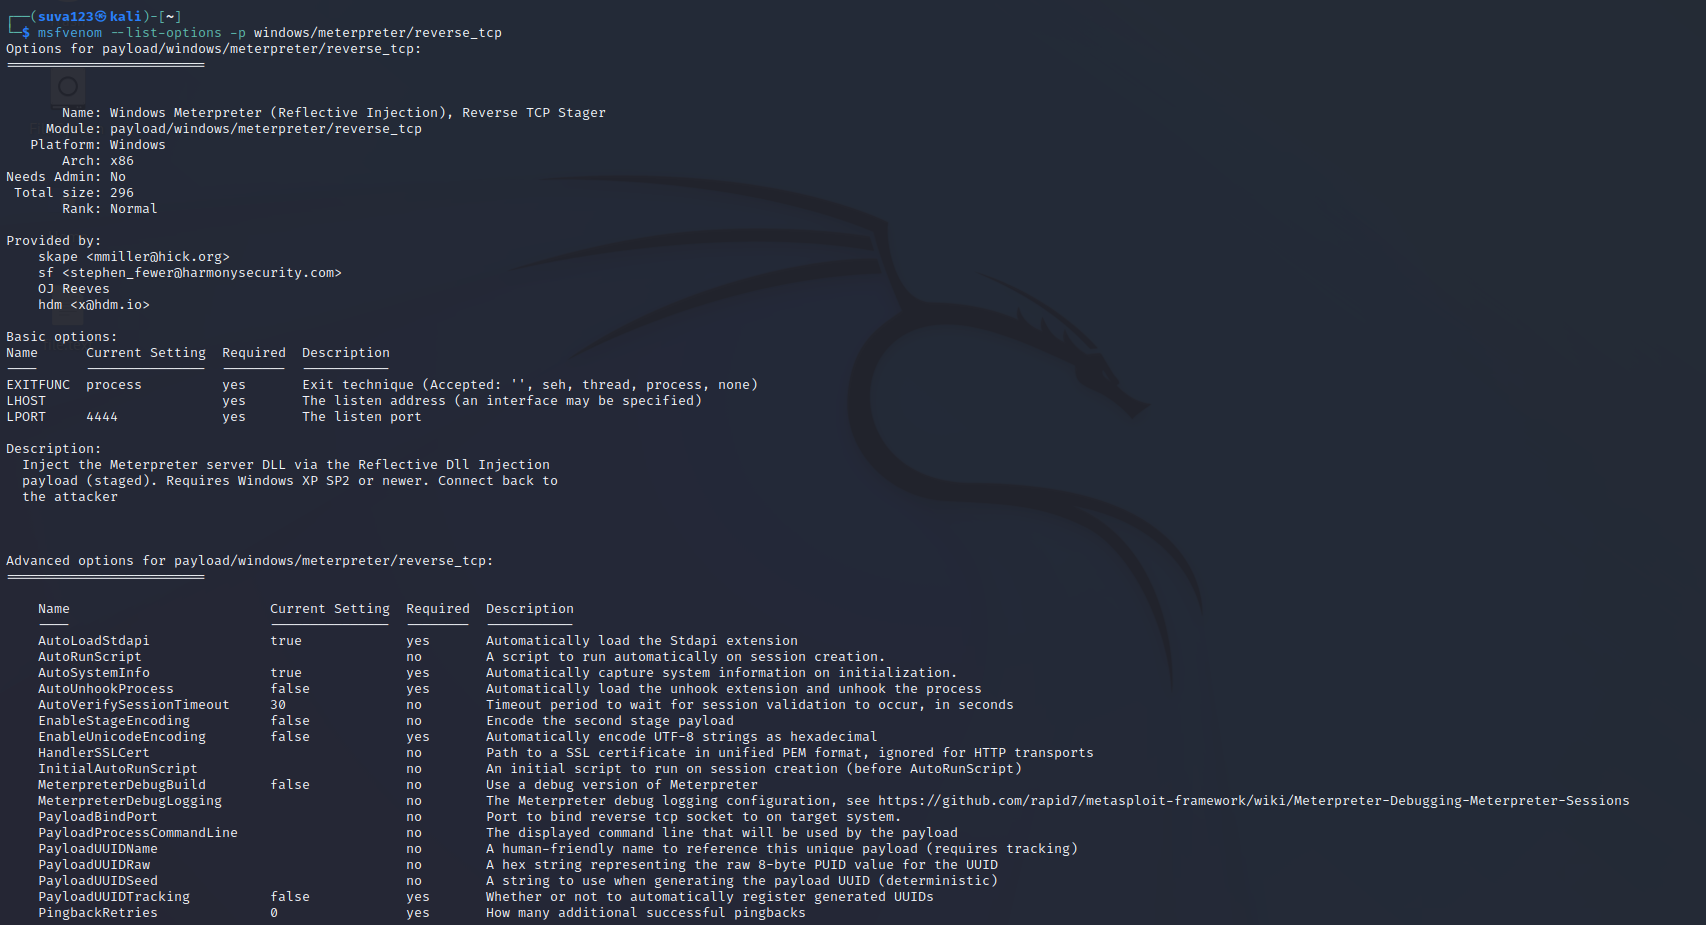 ┌──(suva123㉿kali)-[~]
└─$ msfvenom --list-options -p windows/meterpreter/reverse_tcp
Options for payload/windows/meterpreter/reverse_tcp:
=========================
Name: Windows Meterpreter (Reflective Injection), Reverse TCP Stager
Module: payload/windows/meterpreter/reverse_tcp
Platform: Windows
Arch: x86
Needs Admin: No
Total size: 296
Rank: Normal
Provided by:
skape <mmiller@hick.org>
sf <stephen_fewer@harmonysecurity.com>
OJ Reeves
hdm <x@hdm.io>
Basic options:
Name      Current Setting  Required  Description
----      ---------------  --------  -----------
EXITFUNC  process          yes       Exit technique (Accepted: '', seh, thread, process, none)
LHOST                      yes       The listen address (an interface may be specified)
LPORT     4444             yes       The listen port
Description:
Inject the Meterpreter server DLL via the Reflective Dll Injection
payload (staged). Requires Windows XP SP2 or newer. Connect back to
the attacker
Advanced options for payload/windows/meterpreter/reverse_tcp:
=========================
Name                         Current Setting  Required  Description
----                         ---------------  --------  -----------
AutoLoadStdapi               true             yes       Automatically load the Stdapi extension
AutoRunScript                                 no        A script to run automatically on session creation.
AutoSystemInfo               true             yes       Automatically capture system information on initialization.
AutoUnhookProcess            false            yes       Automatically load the unhook extension and unhook the process
AutoVerifySessionTimeout     30               no        Timeout period to wait for session validation to occur, in seconds
EnableStageEncoding          false            no        Encode the second stage payload
EnableUnicodeEncoding        false            yes       Automatically encode UTF-8 strings as hexadecimal
HandlerSSLCert                                no        Path to a SSL certificate in unified PEM format, ignored for HTTP transports
InitialAutoRunScript                          no        An initial script to run on session creation (before AutoRunScript)
MeterpreterDebugBuild        false            no        Use a debug version of Meterpreter
MeterpreterDebugLogging                       no        The Meterpreter debug logging configuration, see https://github.com/rapid7/metasploit-framework/wiki/Meterpreter-Debugging-Meterpreter-Sessions
PayloadBindPort                               no        Port to bind reverse tcp socket to on target system.
PayloadProcessCommandLine                     no        The displayed command line that will be used by the payload
PayloadUUIDName                               no        A human-friendly name to reference this unique payload (requires tracking)
PayloadUUIDRaw                                no        A hex string representing the raw 8-byte PUID value for the UUID
PayloadUUIDSeed                               no        A string to use when generating the payload UUID (deterministic)
PayloadUUIDTracking          false            yes       Whether or not to automatically register generated UUIDs
PingbackRetries              0                yes       How many additional successful pingbacks